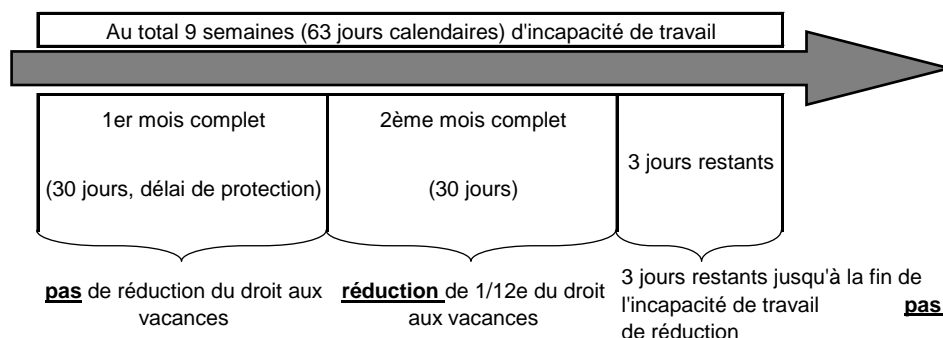 Au total 9 semaines (63 jours calendaires) d'incapacité de travail
1er mois complet
(30 jours, délai de protection)
2ème mois complet
(30 jours)
3 jours restants
pas de réduction du droit aux
vacances
réduction de 1/12e du droit
aux vacances
3 jours restants jusqu'à la fin de
l'incapacité de travail pas
de réduction